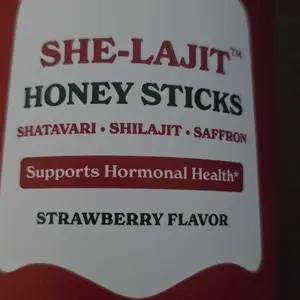 SHE-LAJIT™
HONEY STICKS
SHATAVARI • SHILAJIT • SAFFRON
Supports Hormonal Health*
STRAWBERRY FLAVOR